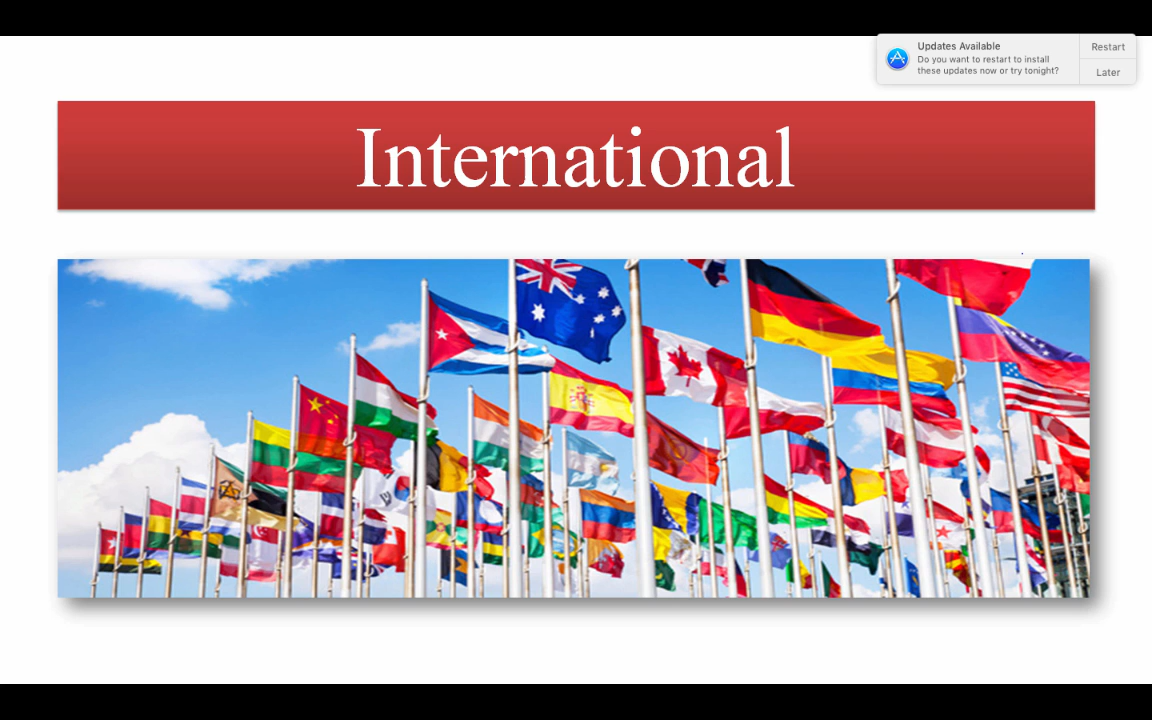 Updates Available
Do you want to restart to install
these updates now or try tonight?
Restart
Later
International